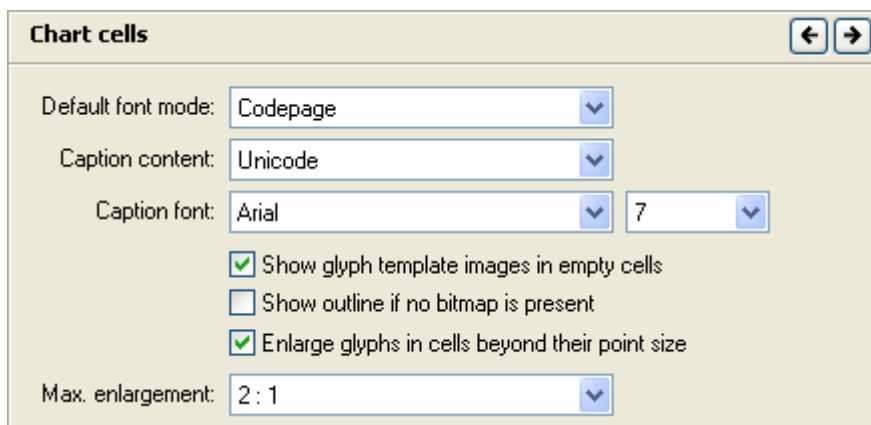 Chart cells
Default font mode: Codepage
Caption content: Unicode
Caption font: Arial 7
Show glyph template images in empty cells
Show outline if no bitmap is present
Enlarge glyphs in cells beyond their point size
Max. enlargement: 2 : 1